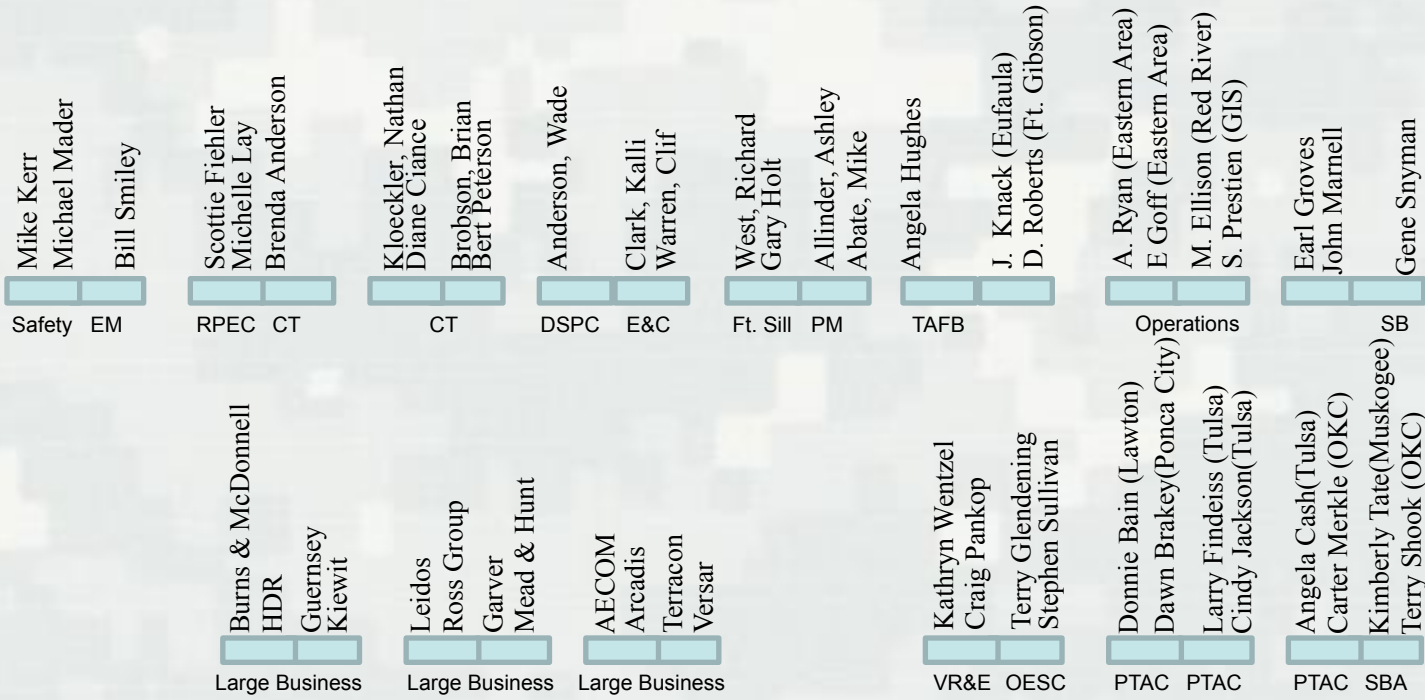 Mike Kerr
Michael Mader
Bill Smiley
Scottie Fiehler
Michelle Lay
Brenda Anderson
Kloeckler, Nathan
Diane Ciance
Brobson, Brian
Bert Peterson
Anderson, Wade
Clark, Kalli
Warren, Clif
West, Richard
Gary Holt
Allinder, Ashley
Abate, Mike
Angela Hughes
J. Knack (Eufaula)
D. Roberts (Ft. Gibson)
A. Ryan (Eastern Area)
E Goff (Eastern Area)
M. Ellison (Red River)
S. Prestien (GIS)
Earl Groves
John Marnell
Gene Snyman
Safety EM
RPEC CT
CT
DSPC E&C
Ft. Sill PM
TAFB
Operations
SB
Burns & McDonnell
HDR
Guernsey
Kiewit
Leidos
Ross Group
Garver
Mead & Hunt
AECOM
Arcadis
Terracon
Versar
Kathryn Wentzel
Craig Pankop
Terry Glendening
Stephen Sullivan
Donnie Bain (Lawton)
Dawn Brakey(Ponca City)
Larry Findeiss (Tulsa)
Cindy Jackson(Tulsa)
Angela Cash(Tulsa)
Carter Merkle (OKC)
Kimberly Tate(Muskogee)
Terry Shook (OKC)
Large Business
Large Business
Large Business
VR&E OESC
PTAC PTAC
PTAC SBA